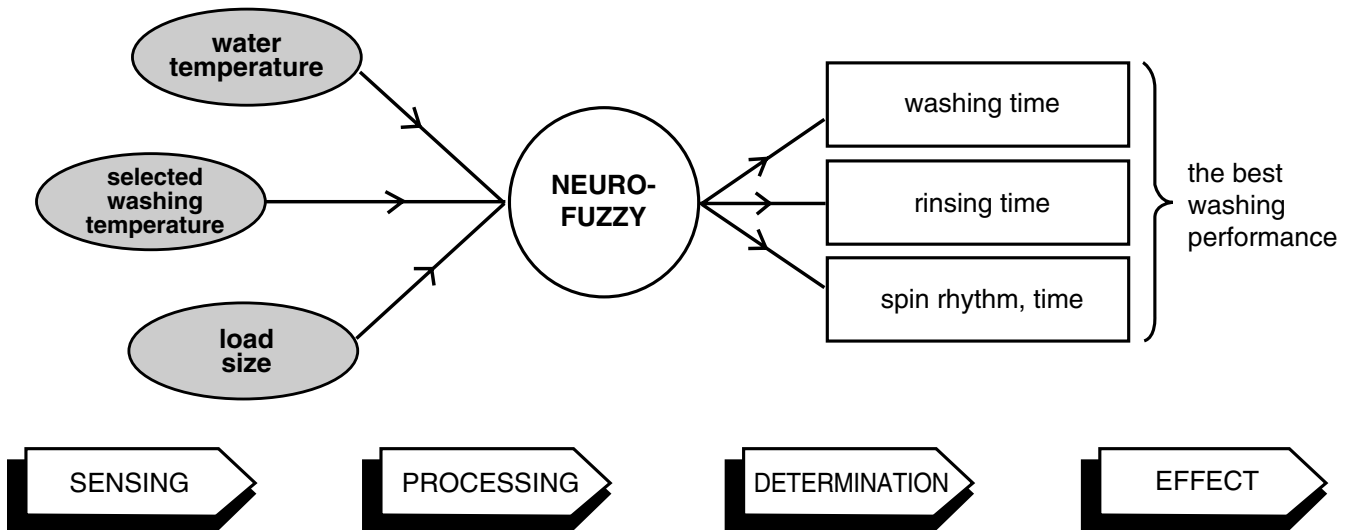 water
temperature
selected
washing
temperature
load
size
NEURO-
FUZZY
washing time
rinsing time
spin rhythm, time
the best
washing
performance
SENSING
PROCESSING
DETERMINATION
EFFECT